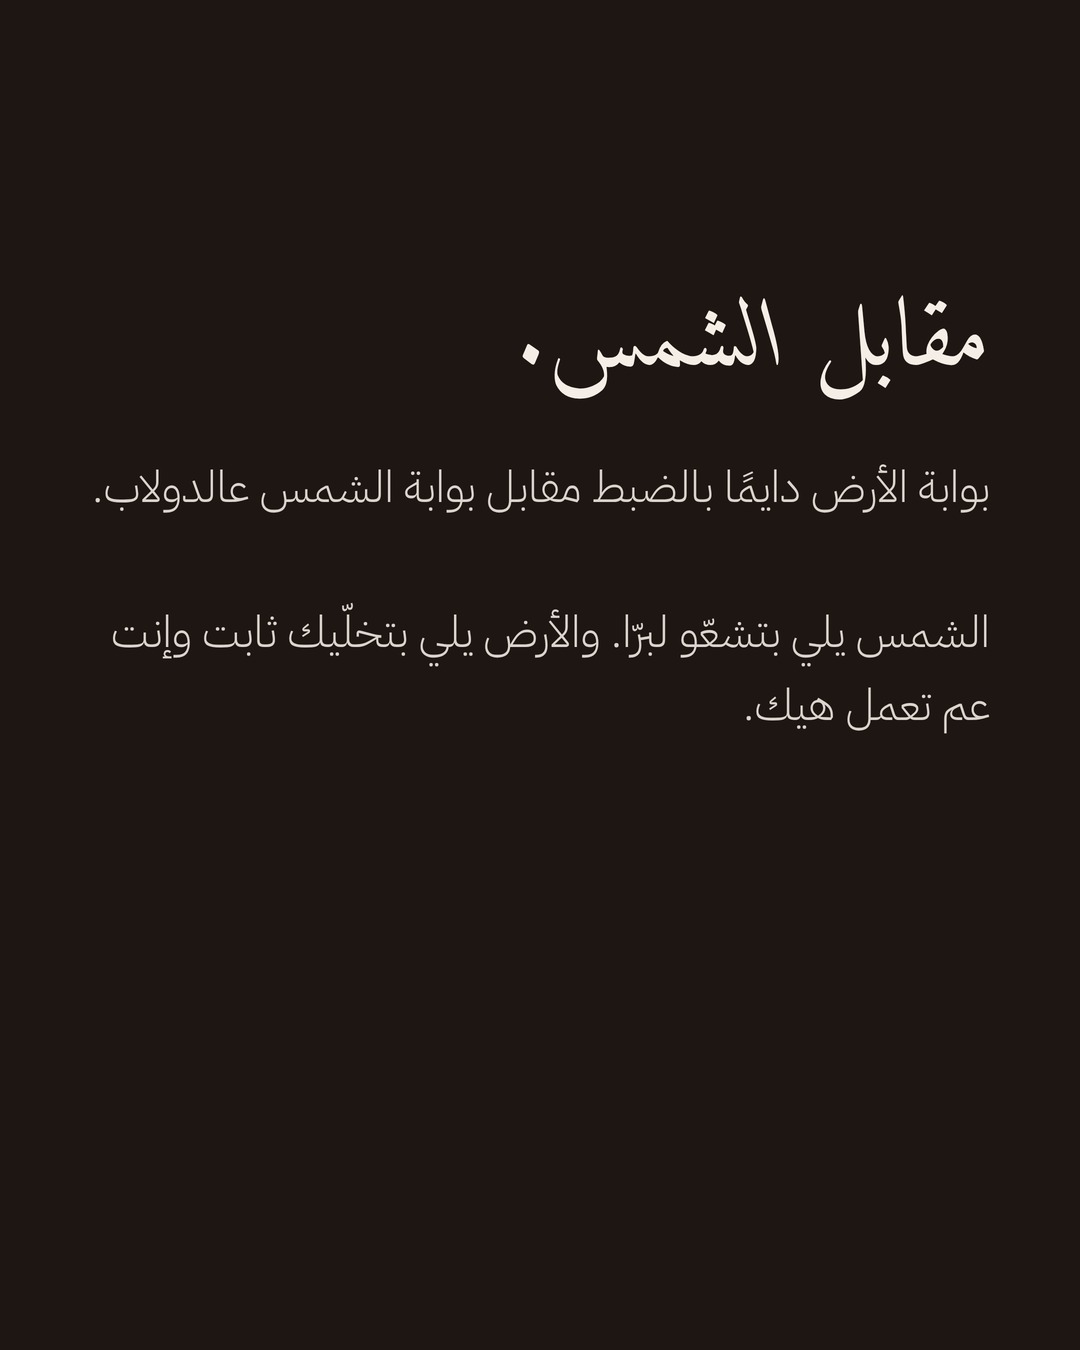 مقابل الشمس.
بوابة الأرض دايمًا بالضبط مقابل بوابة الشمس عالدولاب.
الشمس يلي بتشعّو لبرّا. والأرض يلي بتخلّيك ثابت وإنت
عم تعمل هيك.